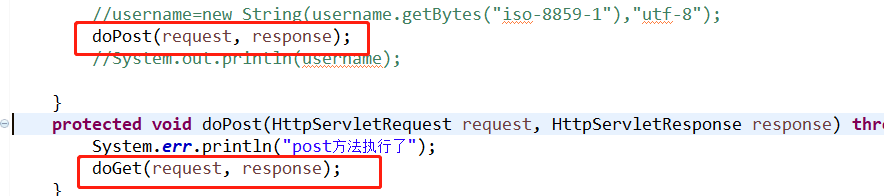 //username=new String(username.getBytes("iso-8859-1"),"utf-8");
doPost(request, response);
//System.out.println(username);
}
protected void doPost(HttpServletRequest request, HttpServletResponse response) thr
System.err.println("post方法执行了");
doGet(request, response);
}